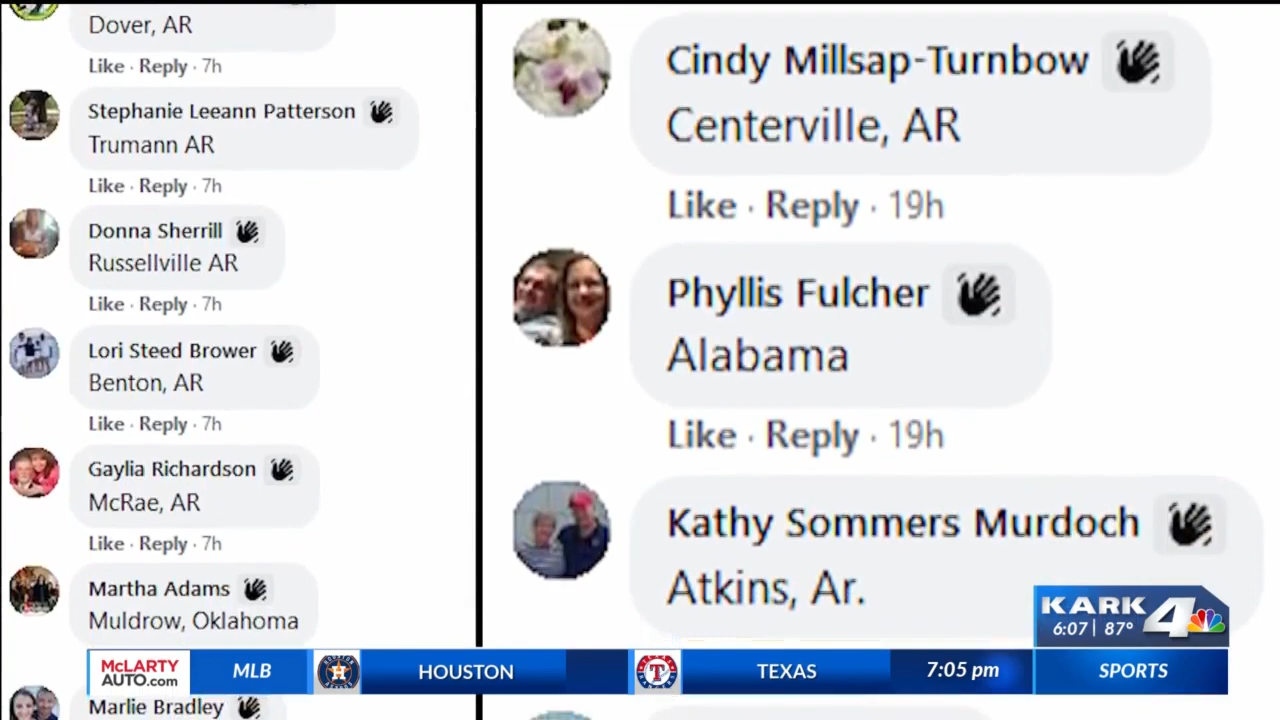 Dover, AR
Like · Reply · 7h
Stephanie Leeann Patterson
Trumann AR
Like · Reply · 7h
Donna Sherrill
Russellville AR
Like · Reply · 7h
Lori Steed Brower
Benton, AR
Like · Reply · 7h
Gaylia Richardson
McRae, AR
Like · Reply · 7h
Martha Adams
Muldrow, Oklahoma
Marlie Bradley
Cindy Millsap-Turnbow
Centerville, AR
Like · Reply · 19h
Phyllis Fulcher
Alabama
Like · Reply · 19h
Kathy Sommers Murdoch
Atkins, Ar.
KARK 4
6:07 | 87°
McLARTY
AUTO.com
MLB
HOUSTON
TEXAS
7:05 pm
SPORTS